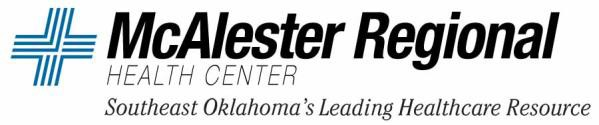 McAlester Regional
HEALTH CENTER
Southeast Oklahoma's Leading Healthcare Resource